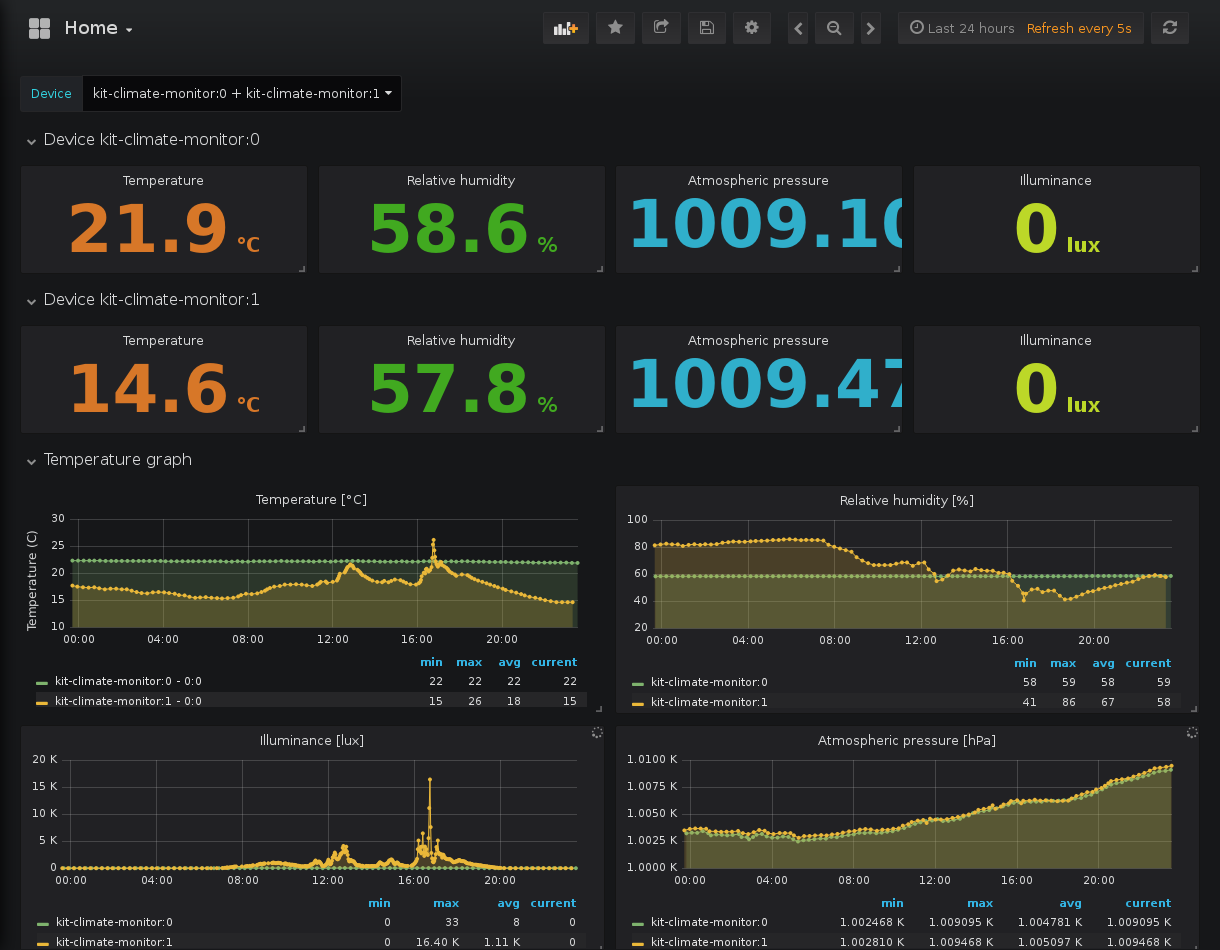 Home
Last 24 hours Refresh every 5s
Device kit-climate-monitor:0 + kit-climate-monitor:1
Device kit-climate-monitor:0
Temperature Relative humidity Atmospheric pressure Illuminance
21.9 °C 58.6 % 1009.10 0 lux
Device kit-climate-monitor:1
Temperature Relative humidity Atmospheric pressure Illuminance
14.6 °C 57.8 % 1009.47 0 lux
Temperature graph
Temperature [°C]
Temperature (C)
30
25
20
15
10
00:00 04:00 08:00 12:00 16:00 20:00
min max avg current
kit-climate-monitor:0 - 0:0 22 22 22 22
kit-climate-monitor:1 - 0:0 15 26 18 15
Relative humidity [%]
100
80
60
40
20
00:00 04:00 08:00 12:00 16:00 20:00
min max avg current
kit-climate-monitor:0 58 59 58 59
kit-climate-monitor:1 41 86 67 58
Illuminance [lux]
20 K
15 K
10 K
5 K
0
00:00 04:00 08:00 12:00 16:00 20:00
min max avg current
kit-climate-monitor:0 0 33 8 0
kit-climate-monitor:1 0 16.40 K 1.11 K 0
Atmospheric pressure [hPa]
1.0100 K
1.0075 K
1.0050 K
1.0025 K
1.0000 K
00:00 04:00 08:00 12:00 16:00 20:00
min max avg current
kit-climate-monitor:0 1.002468 K 1.009095 K 1.004781 K 1.009095 K
kit-climate-monitor:1 1.002810 K 1.009468 K 1.005097 K 1.009468 K